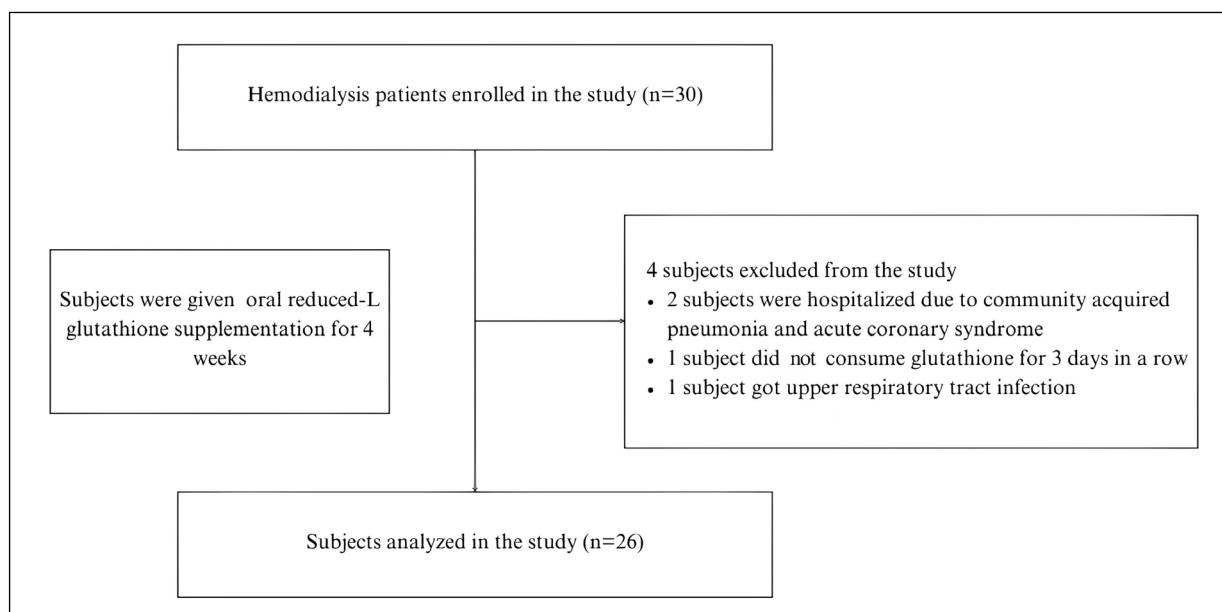 Hemodialysis patients enrolled in the study (n=30)
Subjects were given oral reduced-L
glutathione supplementation for 4
weeks
4 subjects excluded from the study
• 2 subjects were hospitalized due to community acquired
pneumonia and acute coronary syndrome
• 1 subject did not consume glutathione for 3 days in a row
• 1 subject got upper respiratory tract infection
Subjects analyzed in the study (n=26)